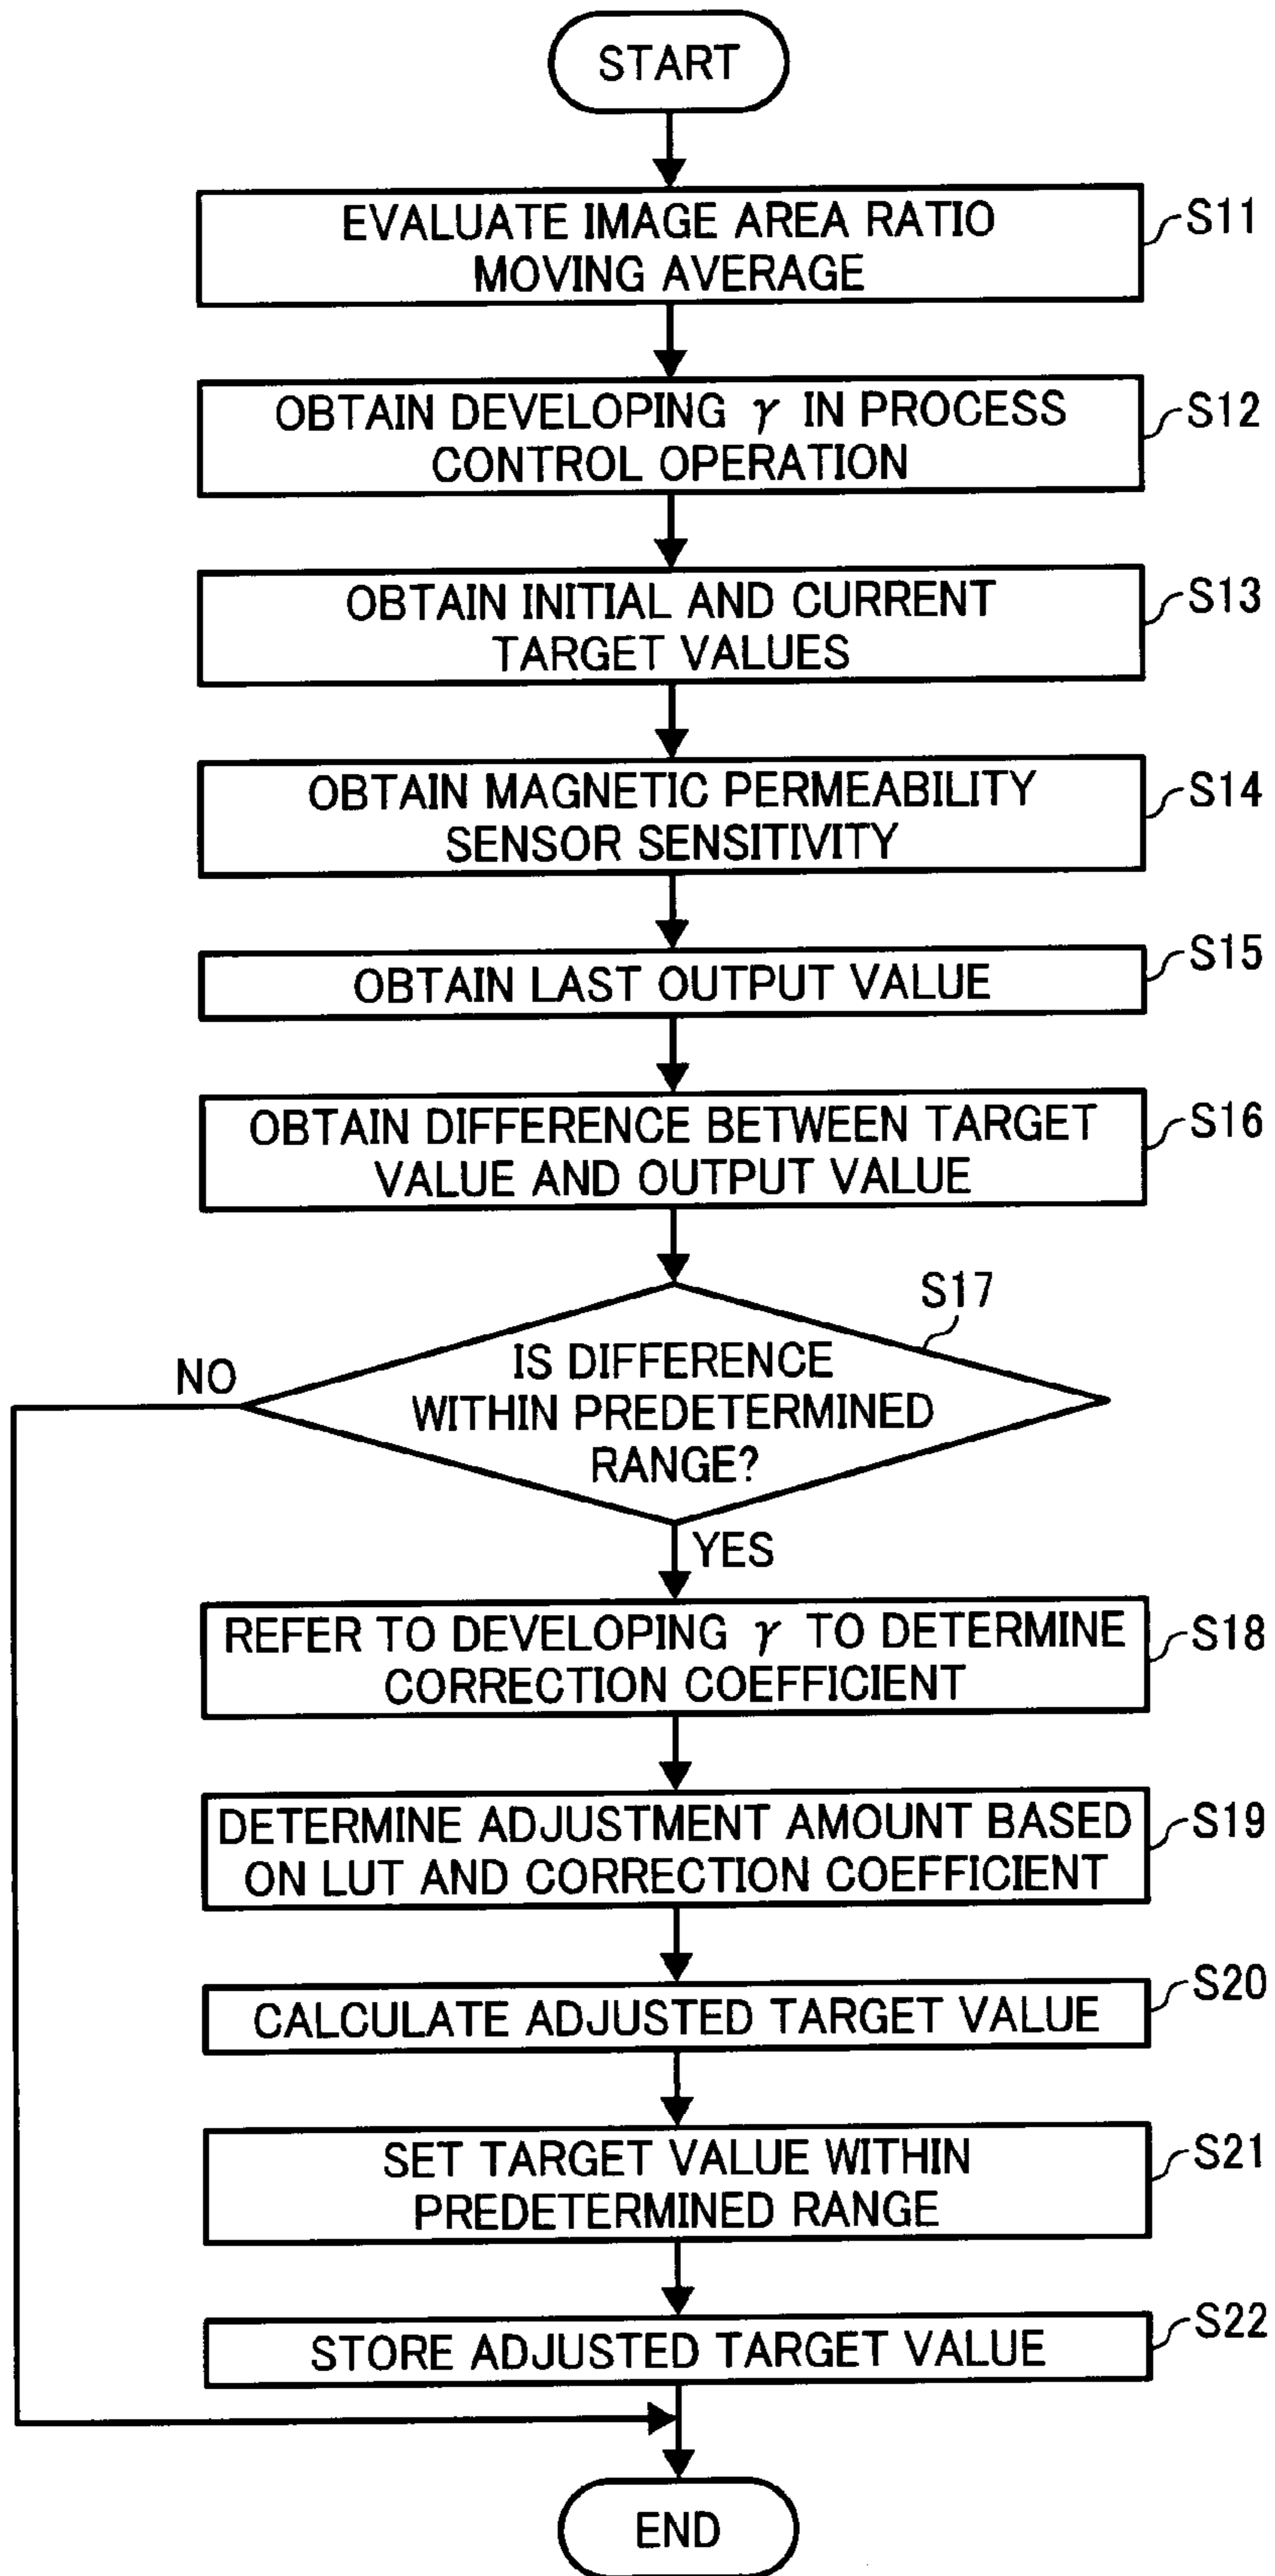 START
EVALUATE IMAGE AREA RATIO
MOVING AVERAGE
S11
OBTAIN DEVELOPING γ IN PROCESS
CONTROL OPERATION
S12
OBTAIN INITIAL AND CURRENT
TARGET VALUES
S13
OBTAIN MAGNETIC PERMEABILITY
SENSOR SENSITIVITY
S14
OBTAIN LAST OUTPUT VALUE
S15
OBTAIN DIFFERENCE BETWEEN TARGET
VALUE AND OUTPUT VALUE
S16
S17
IS DIFFERENCE
WITHIN PREDETERMINED
RANGE?
NO
YES
REFER TO DEVELOPING γ TO DETERMINE
CORRECTION COEFFICIENT
S18
DETERMINE ADJUSTMENT AMOUNT BASED
ON LUT AND CORRECTION COEFFICIENT
S19
CALCULATE ADJUSTED TARGET VALUE
S20
SET TARGET VALUE WITHIN
PREDETERMINED RANGE
S21
STORE ADJUSTED TARGET VALUE
S22
END